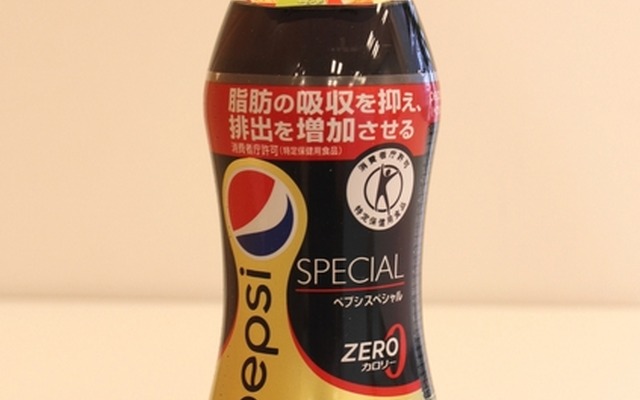 脂肪の吸収を抑え、
排出を増加させる
消費者庁許可(特定保健用食品)
消費者庁許可
特定保健用食品
pepsi
SPECIAL
ペプシスペシャル
ZERO 0
カロリー